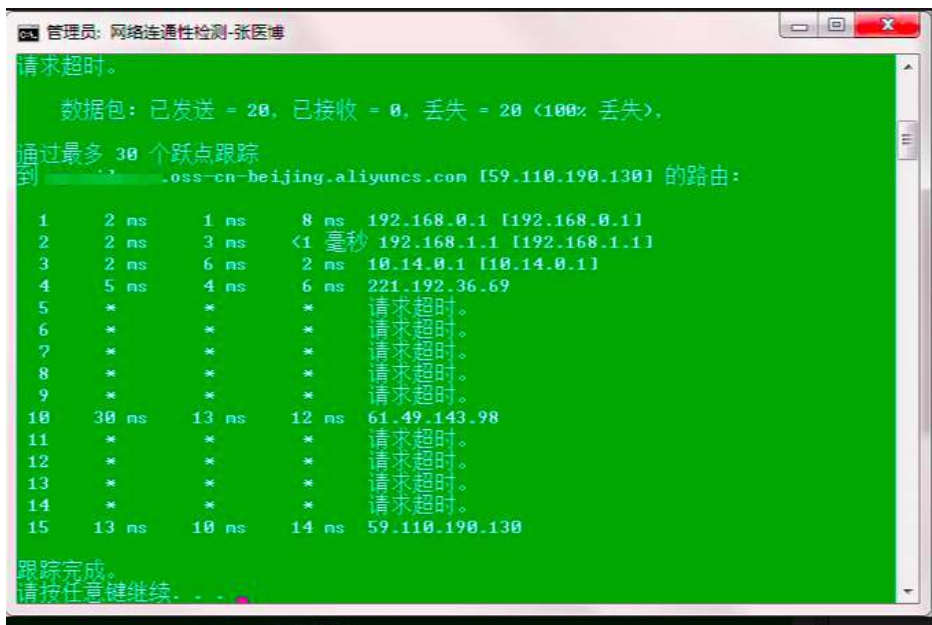 管理员: 网络连通性检测-张医博
请求超时。
数据包: 已发送 = 20, 已接收 = 0, 丢失 = 20 (100% 丢失),
通过最多 30 个跃点跟踪
到 .oss-cn-beijing.aliyuncs.com [59.110.190.130] 的路由:
1 2 ms 1 ms 8 ms 192.168.0.1 [192.168.0.1]
2 2 ms 3 ms <1 毫秒 192.168.1.1 [192.168.1.1]
3 2 ms 6 ms 2 ms 10.14.0.1 [10.14.0.1]
4 5 ms 4 ms 6 ms 221.192.36.69
5 * * * 请求超时。
6 * * * 请求超时。
7 * * * 请求超时。
8 * * * 请求超时。
9 * * * 请求超时。
10 30 ms 13 ms 12 ms 61.49.143.98
11 * * * 请求超时。
12 * * * 请求超时。
13 * * * 请求超时。
14 * * * 请求超时。
15 13 ms 10 ms 14 ms 59.110.190.130
跟踪完成。
请按任意键继续. . .